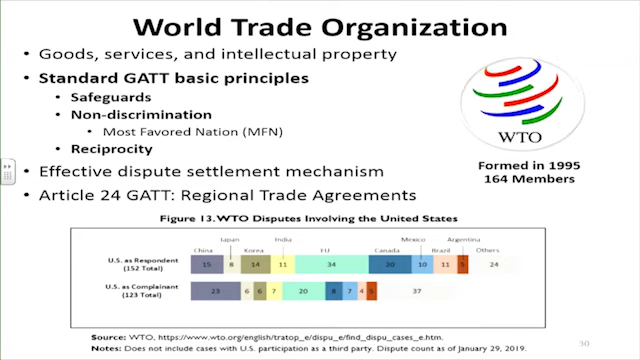 World Trade Organization
• Goods, services, and intellectual property
• Standard GATT basic principles
• Safeguards
• Non-discrimination
• Most Favored Nation (MFN)
• Reciprocity
• Effective dispute settlement mechanism
• Article 24 GATT: Regional Trade Agreements
WTO
Formed in 1995
164 Members
Figure 13. WTO Disputes Involving the United States
Japan India Mexico Argentina
China Korea EU Canada Brazil Others
U.S. as Respondent 15 8 14 11 34 20 10 11 5 24
(152 Total)
U.S. as Complainant 23 6 6 7 20 8 7 4 5 37
(123 Total)
Source: WTO, https://www.wto.org/english/tratop_e/dispu_e/find_dispu_cases_e.htm.
Notes: Does not include cases with U.S. participation as a third party. Dispute count as of January 29, 2019.
30